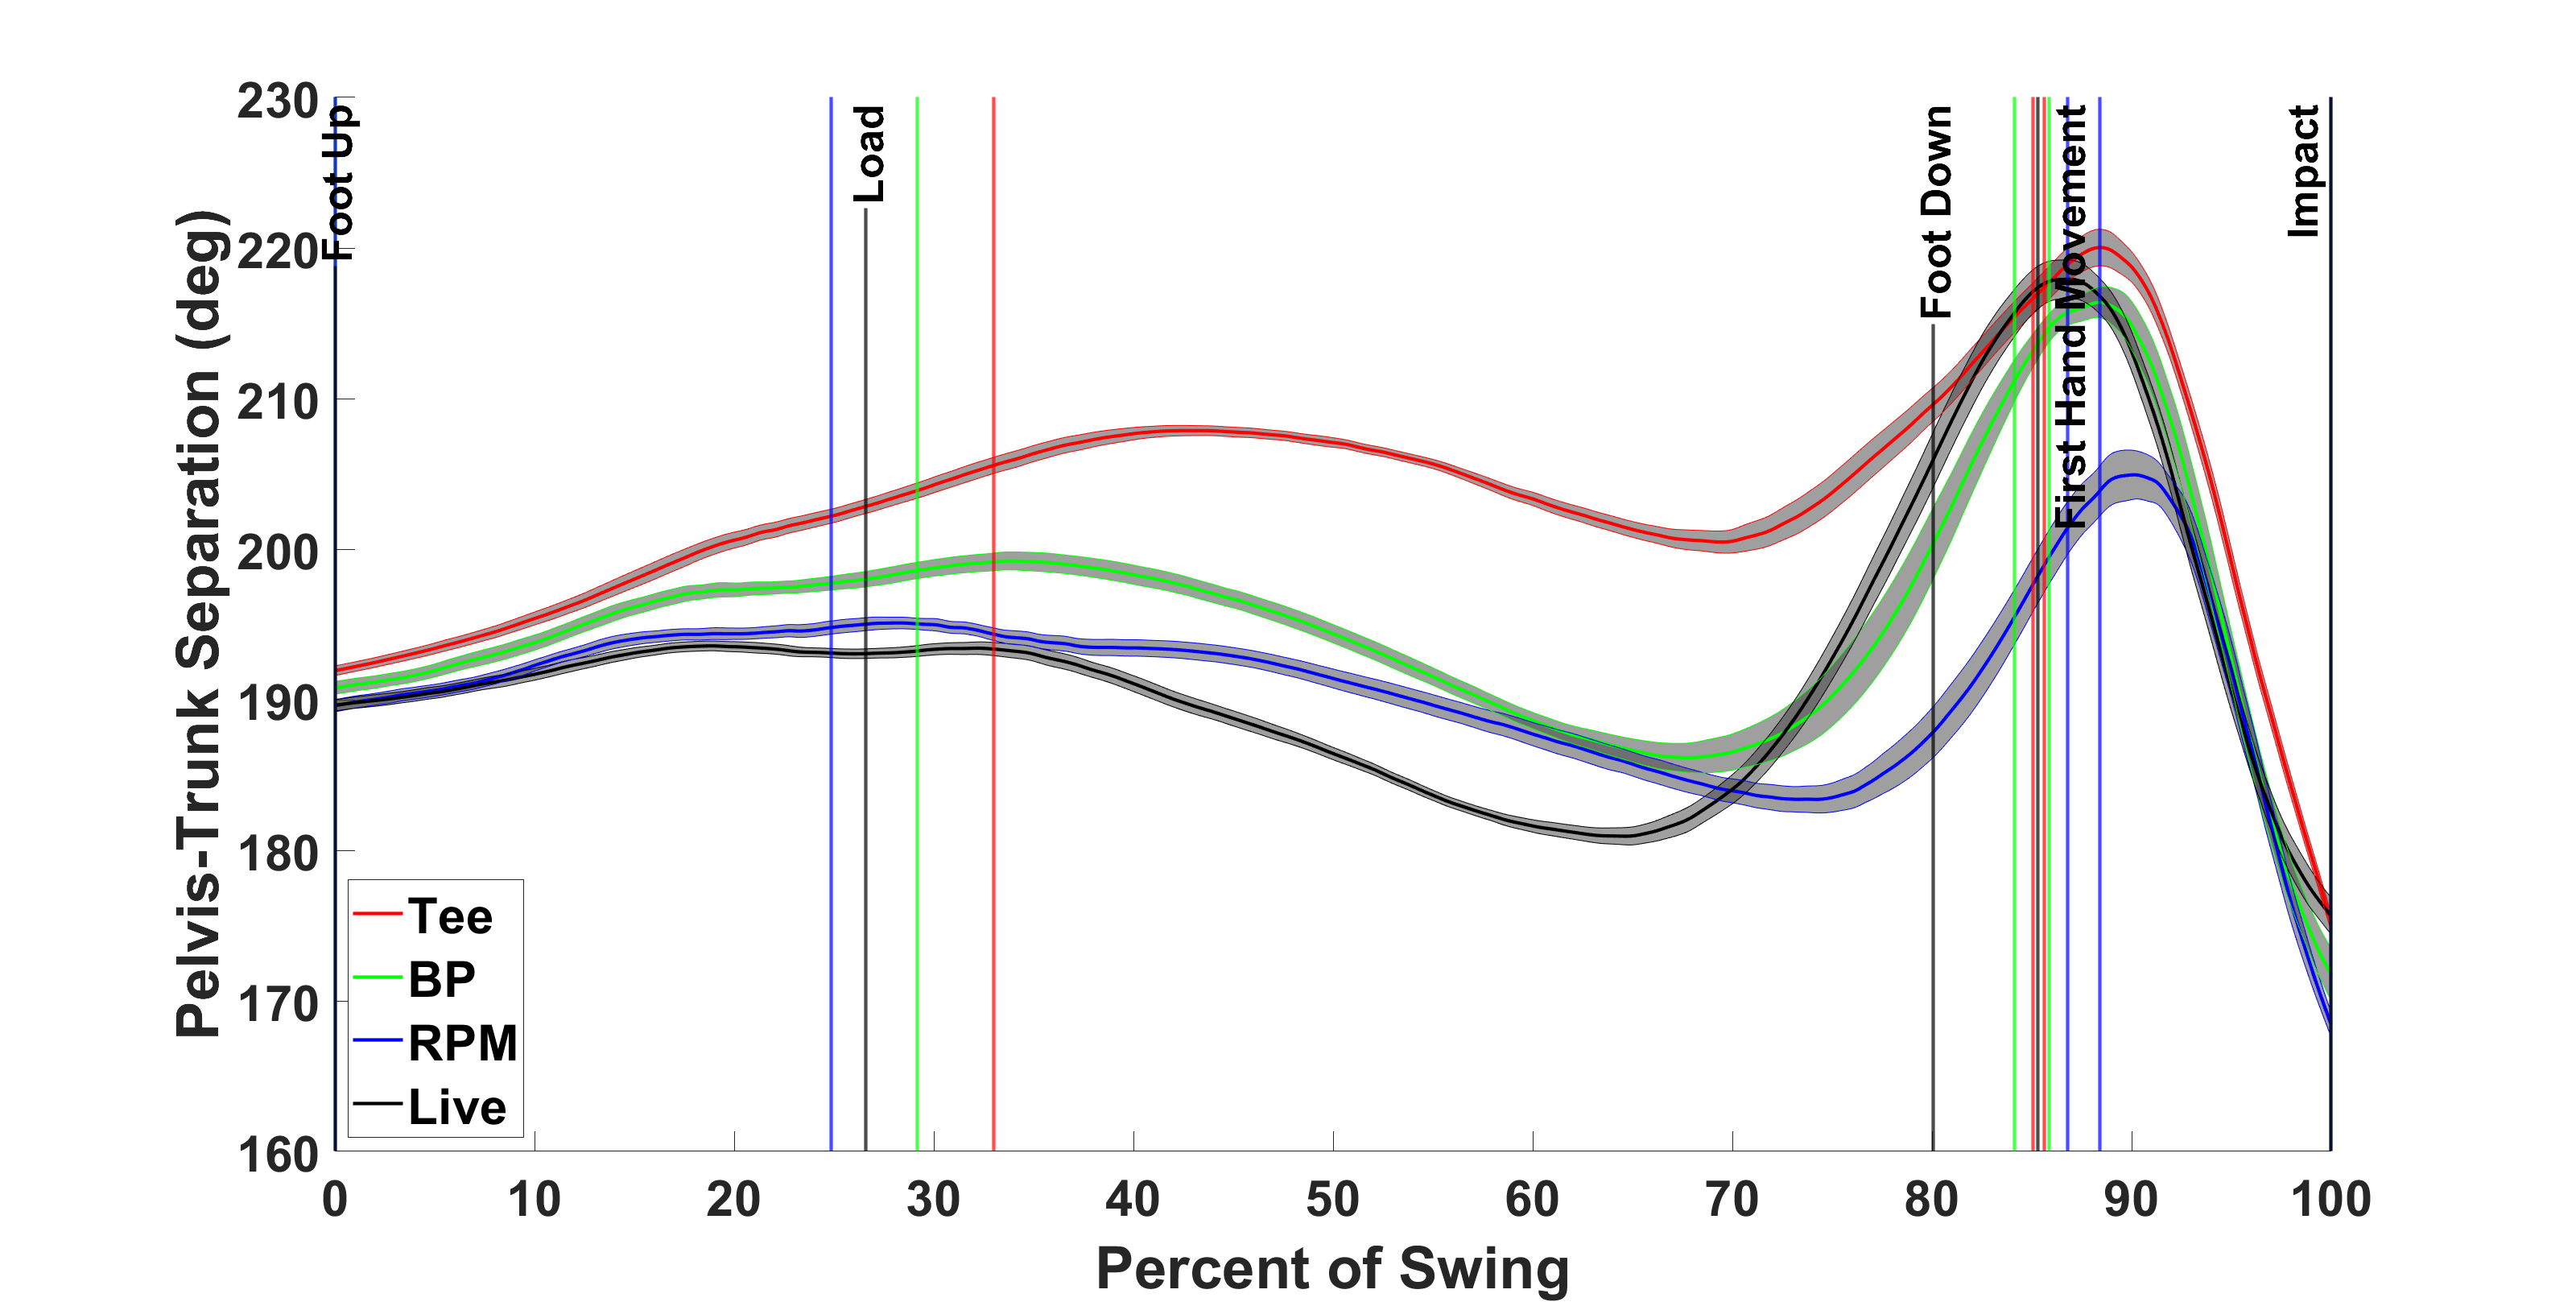 Pelvis-Trunk Separation (deg)
230
220
210
200
190
180
170
160
Foot Up
Load
Foot Down
First Hand Movement
Impact
Tee
BP
RPM
Live
0 10 20 30 40 50 60 70 80 90 100
Percent of Swing